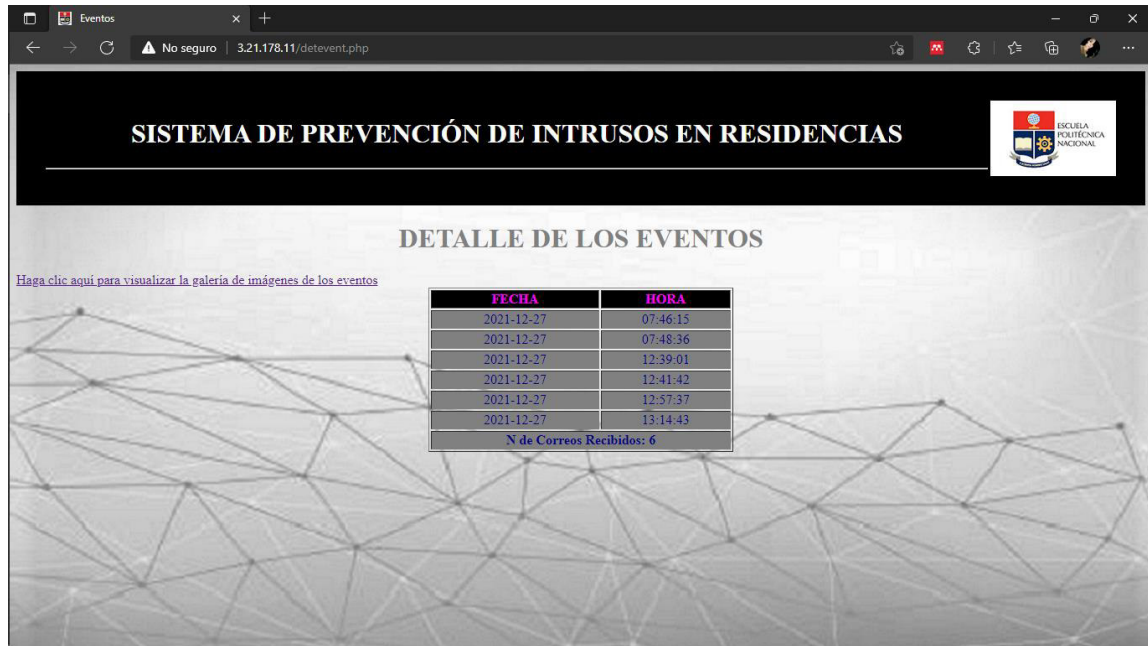 Eventos
No seguro | 3.21.178.11/detevent.php
SISTEMA DE PREVENCIÓN DE INTRUSOS EN RESIDENCIAS
ESCUELA
POLITÉCNICA
NACIONAL
DETALLE DE LOS EVENTOS
Haga clic aquí para visualizar la galería de imágenes de los eventos
FECHA HORA
2021-12-27 07:46:15
2021-12-27 07:48:36
2021-12-27 12:39:01
2021-12-27 12:41:42
2021-12-27 12:57:37
2021-12-27 13:14:43
N de Correos Recibidos: 6